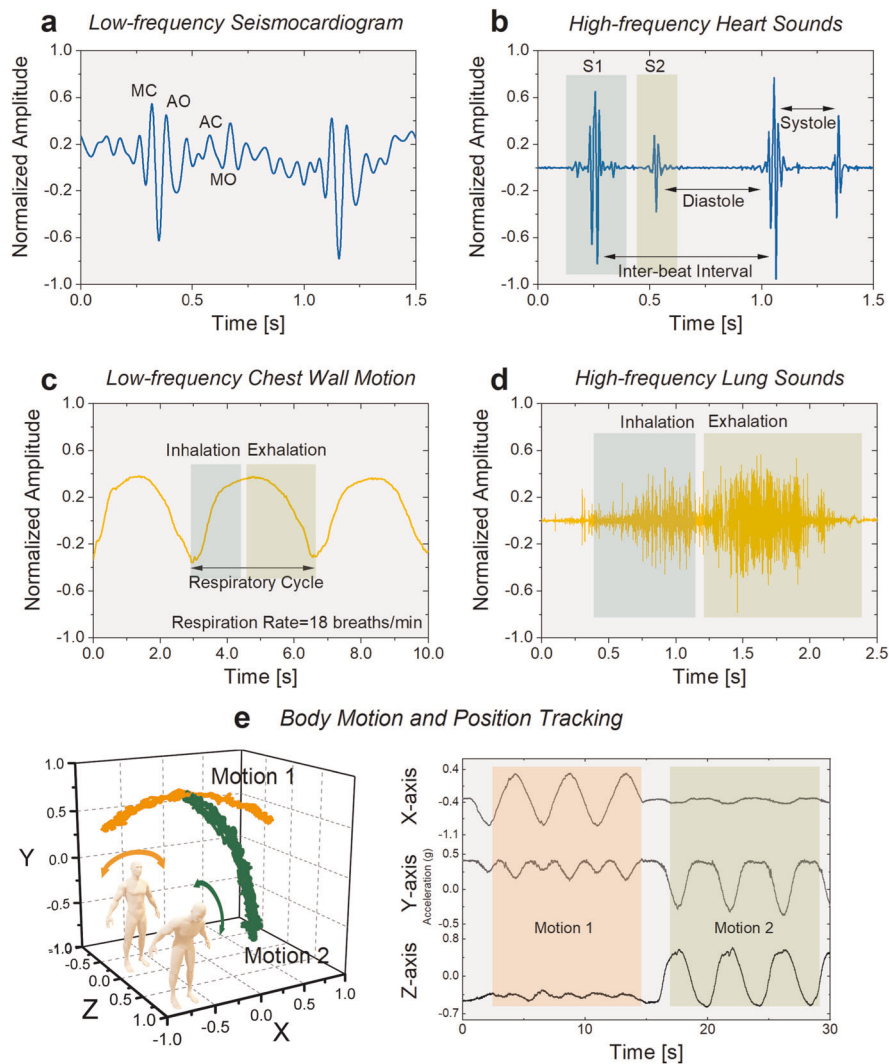 a Low-frequency Seismocardiogram
Normalized Amplitude
1.0
0.6
0.2
-0.2
-0.6
-1.0
MC
AO
AC
MO
0.0 0.5 1.0 1.5
Time [s]
b High-frequency Heart Sounds
Normalized Amplitude
1.0
0.6
0.2
-0.2
-0.6
-1.0
S1 S2
Systole
Diastole
Inter-beat Interval
0.0 0.5 1.0 1.5
Time [s]
c Low-frequency Chest Wall Motion
Normalized Amplitude
1.0
0.6
0.2
-0.2
-0.6
-1.0
Inhalation Exhalation
Respiratory Cycle
Respiration Rate=18 breaths/min
0.0 2.0 4.0 6.0 8.0 10.0
Time [s]
d High-frequency Lung Sounds
Normalized Amplitude
1.0
0.6
0.2
-0.2
-0.6
-1.0
Inhalation Exhalation
0.0 0.5 1.0 1.5 2.0 2.5
Time [s]
e Body Motion and Position Tracking
Y
1.0
0.5
0.0
-0.5
-1.0
Motion 1
Motion 2
Z
-0.5
0.0
0.5
1.0
X
-1.0
-0.5
0.0
0.5
1.0
X-axis
0.4
-0.4
-1.1
Y-axis
Acceleration (g)
0.5
0.0
-0.5
Z-axis
0.8
0.0
-0.7
Motion 1 Motion 2
0 10 20 30
Time [s]